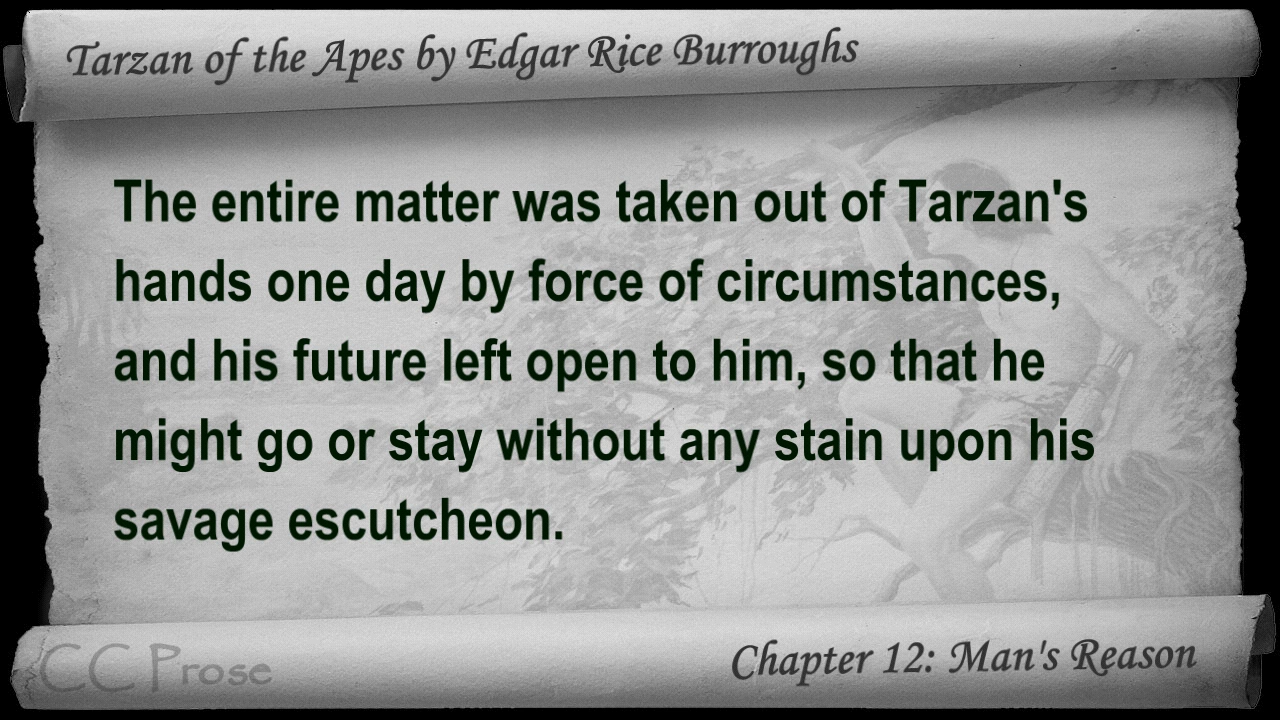 Tarzan of the Apes by Edgar Rice Burroughs
The entire matter was taken out of Tarzan's
hands one day by force of circumstances,
and his future left open to him, so that he
might go or stay without any stain upon his
savage escutcheon.
CC Prose
Chapter 12: Man's Reason